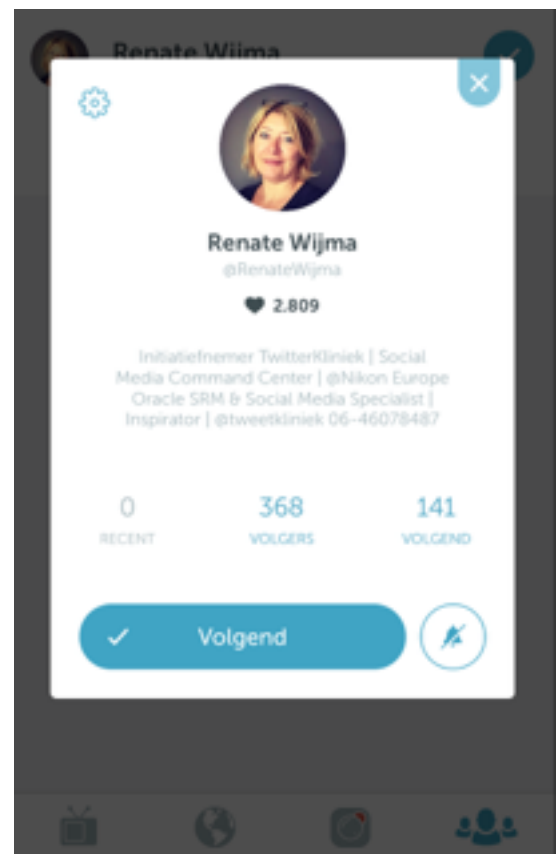 Renate Wijma
Renate Wijma
@RenateWijma
2.809
Initiatiefnemer TwitterKliniek | Social
Media Command Center | @Nikon Europe
Oracle SRM & Social Media Specialist |
Inspirator | @tweetkliniek 06-46078487
0 368 141
RECENT VOLGERS VOLGEND
Volgend